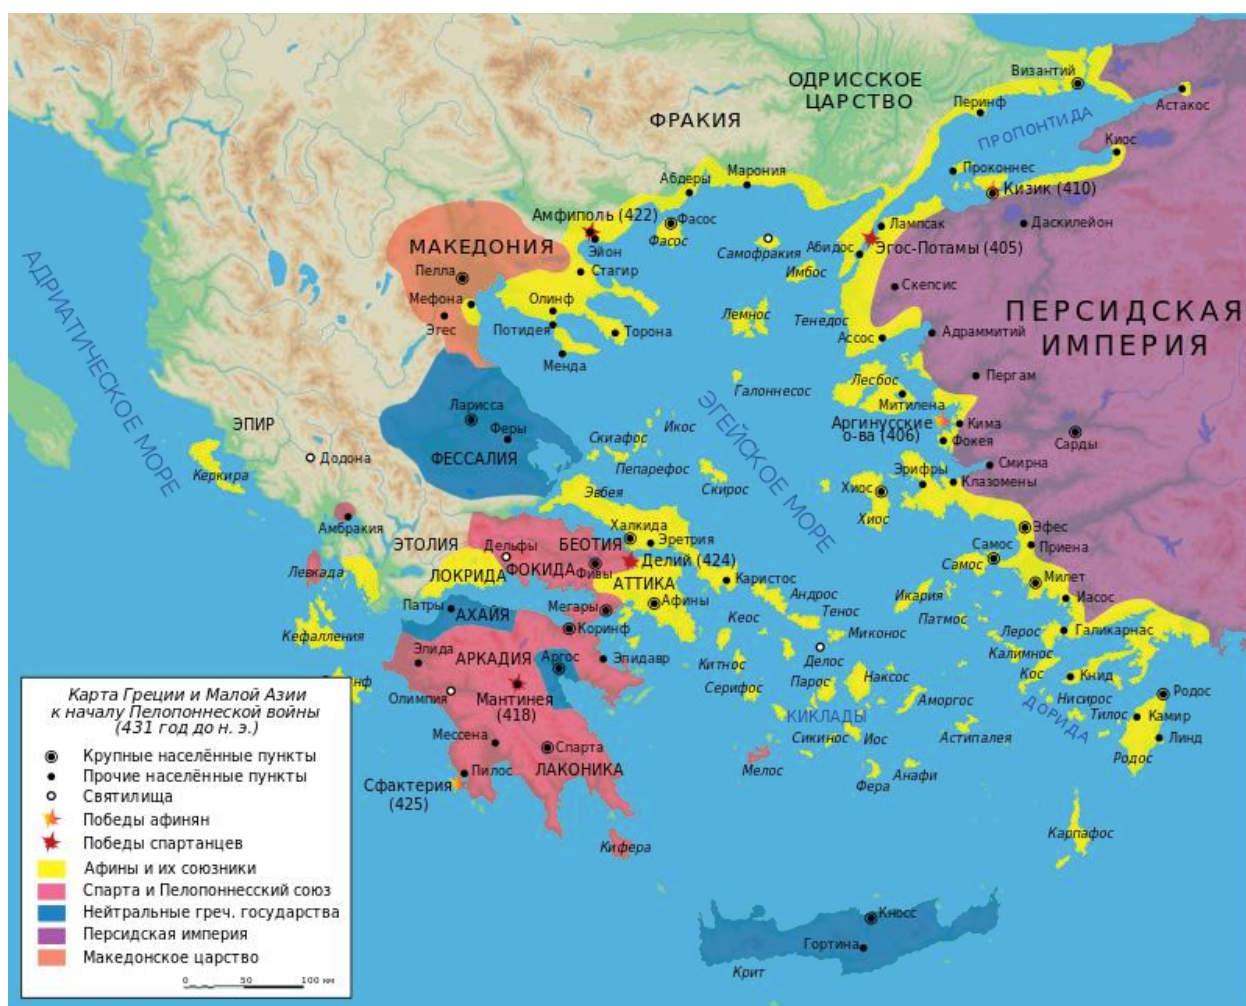 Византий
ОДРИССКОЕ
ЦАРСТВО
Астакос
Перинф
ФРАКИЯ
ПРОПОНТИДА
Киос
Марония
Проконнес
Абдеры
Кизик (410)
Амфиполь (422)
Фасос
Фасос
Лампсак
Даскилейон
МАКЕДОНИЯ
Эйон
Самофракия
Абидос
Эгос-Потамы (405)
Пелла
Стагир
Имброс
Скепсис
Мефона
Олинф
Лемнос
Тенедос
ПЕРСИДСКАЯ
ИМПЕРИЯ
Эгес
Потидея
Торона
Ассос
Адраммитий
Менда
АДРИАТИЧЕСКОЕ МОРЕ
Галоннесос
Лесбос
Пергам
Ларисса
Митилена
ЭПИР
Икос
ЭГЕЙСКОЕ МОРЕ
Аргинусские
о-ва (406)
Кима
Феры
Скиафос
Фокея
Сарды
Додона
ФЕССАЛИЯ
Пепарефос
Смирна
Керкира
Скирос
Эрифры
Клазомены
Эвбея
Хиос
Хиос
Амбракия
Халкида
Эфес
ЭТОЛИЯ
Дельфы
БЕОТИЯ
Эретрия
Самос
Приена
Левкада
ЛОКРИДА
ФОКИДА
Делий (424)
Самос
Фивы
АТТИКА
Каристос
Милет
Патры
АХАЙЯ
Мегары
Афины
Андрос
Икария
Иасос
Кефалления
Коринф
Кеос
Тенос
Патмос
Миконос
Лерос
Галикарнас
Элида
АРКАДИЯ
Аргос
Эпидавр
Китнос
Делос
Калимнос
Наксос
Кос
Книд
Олимпия
Мантинея
(418)
Серифос
Парос
Аморгос
Нисирос
Родос
КИКЛАДЫ
ДОРИДА
Тилос
Камир
Мессена
Спарта
Сикинос
Иос
Астипалея
Линд
Пилос
ЛАКОНИКА
Мелос
Родос
Сфактерия
(425)
Фера
Анафи
Карпафос
Кифера
Кносс
Гортина
Крит
Карта Греции и Малой Азии
к началу Пелопоннеской войны
(431 год до н. э.)
Крупные населённые пункты
Прочие населённые пункты
Святилища
Победы афинян
Победы спартанцев
Афины и их союзники
Спарта и Пелопоннесский союз
Нейтральные греч. государства
Персидская империя
Македонское царство
0 50 100 км